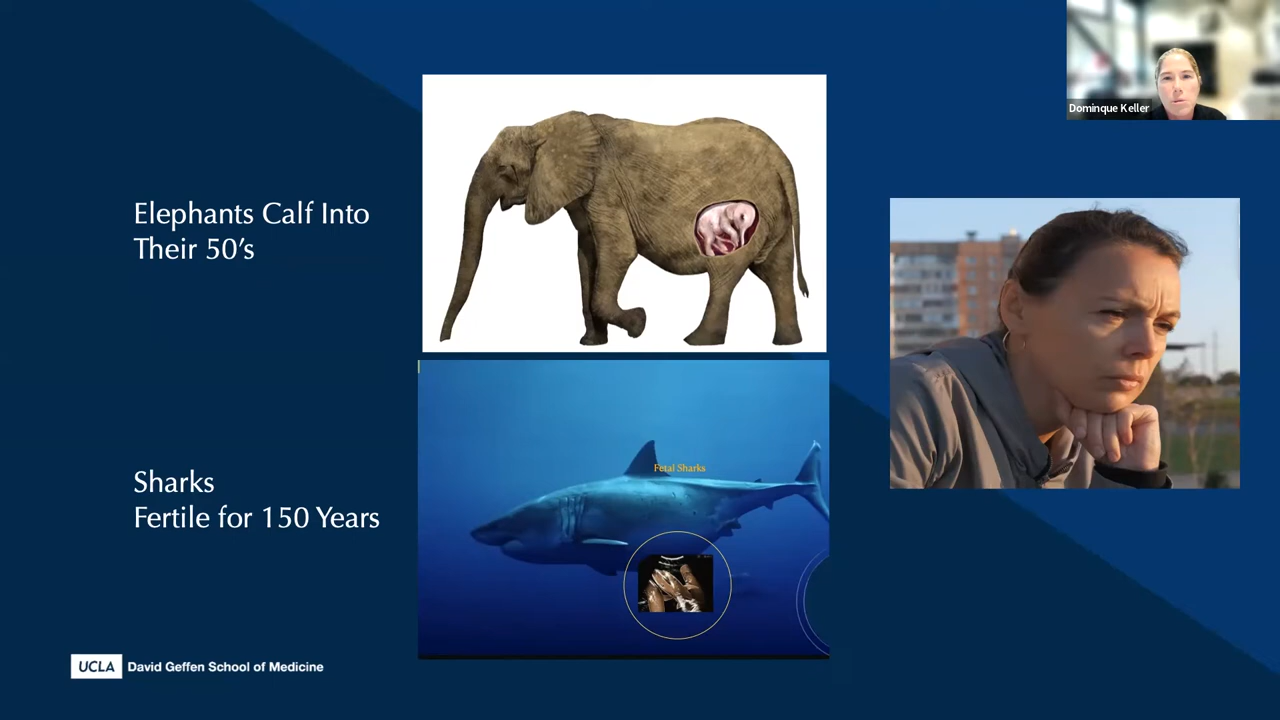 Dominque Keller
Elephants Calf Into
Their 50's
Fetal Sharks
Sharks
Fertile for 150 Years
UCLA David Geffen School of Medicine